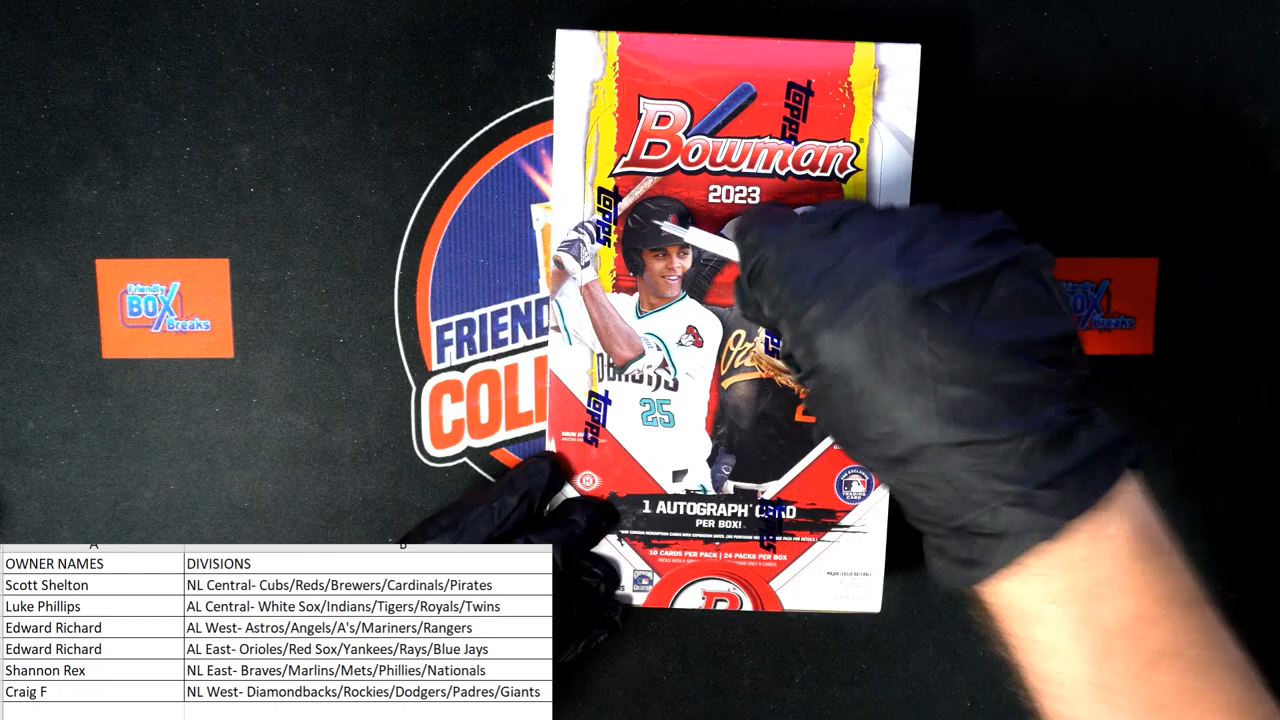 topps
Bowman
2023
topps
DBACKS
25
topps
1 AUTOGRAPH CARD
PER BOX!
10 CARDS PER PACK | 24 PACKS PER BOX
Friendly
BOX
Breaks
FRIEND
COLL
BOX
Breaks
A
B
OWNER NAMES DIVISIONS
Scott Shelton NL Central- Cubs/Reds/Brewers/Cardinals/Pirates
Luke Phillips AL Central- White Sox/Indians/Tigers/Royals/Twins
Edward Richard AL West- Astros/Angels/A's/Mariners/Rangers
Edward Richard AL East- Orioles/Red Sox/Yankees/Rays/Blue Jays
Shannon Rex NL East- Braves/Marlins/Mets/Phillies/Nationals
Craig F NL West- Diamondbacks/Rockies/Dodgers/Padres/Giants